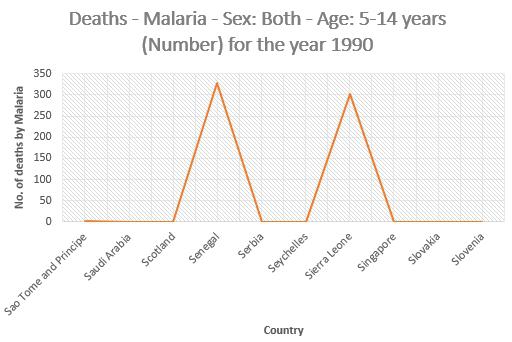 Deaths - Malaria - Sex: Both - Age: 5-14 years
(Number) for the year 1990
No. of deaths by Malaria
350
300
250
200
150
100
50
0
Sao Tome and Principe
Saudi Arabia
Scotland
Senegal
Serbia
Seychelles
Sierra Leone
Singapore
Slovakia
Slovenia
Country